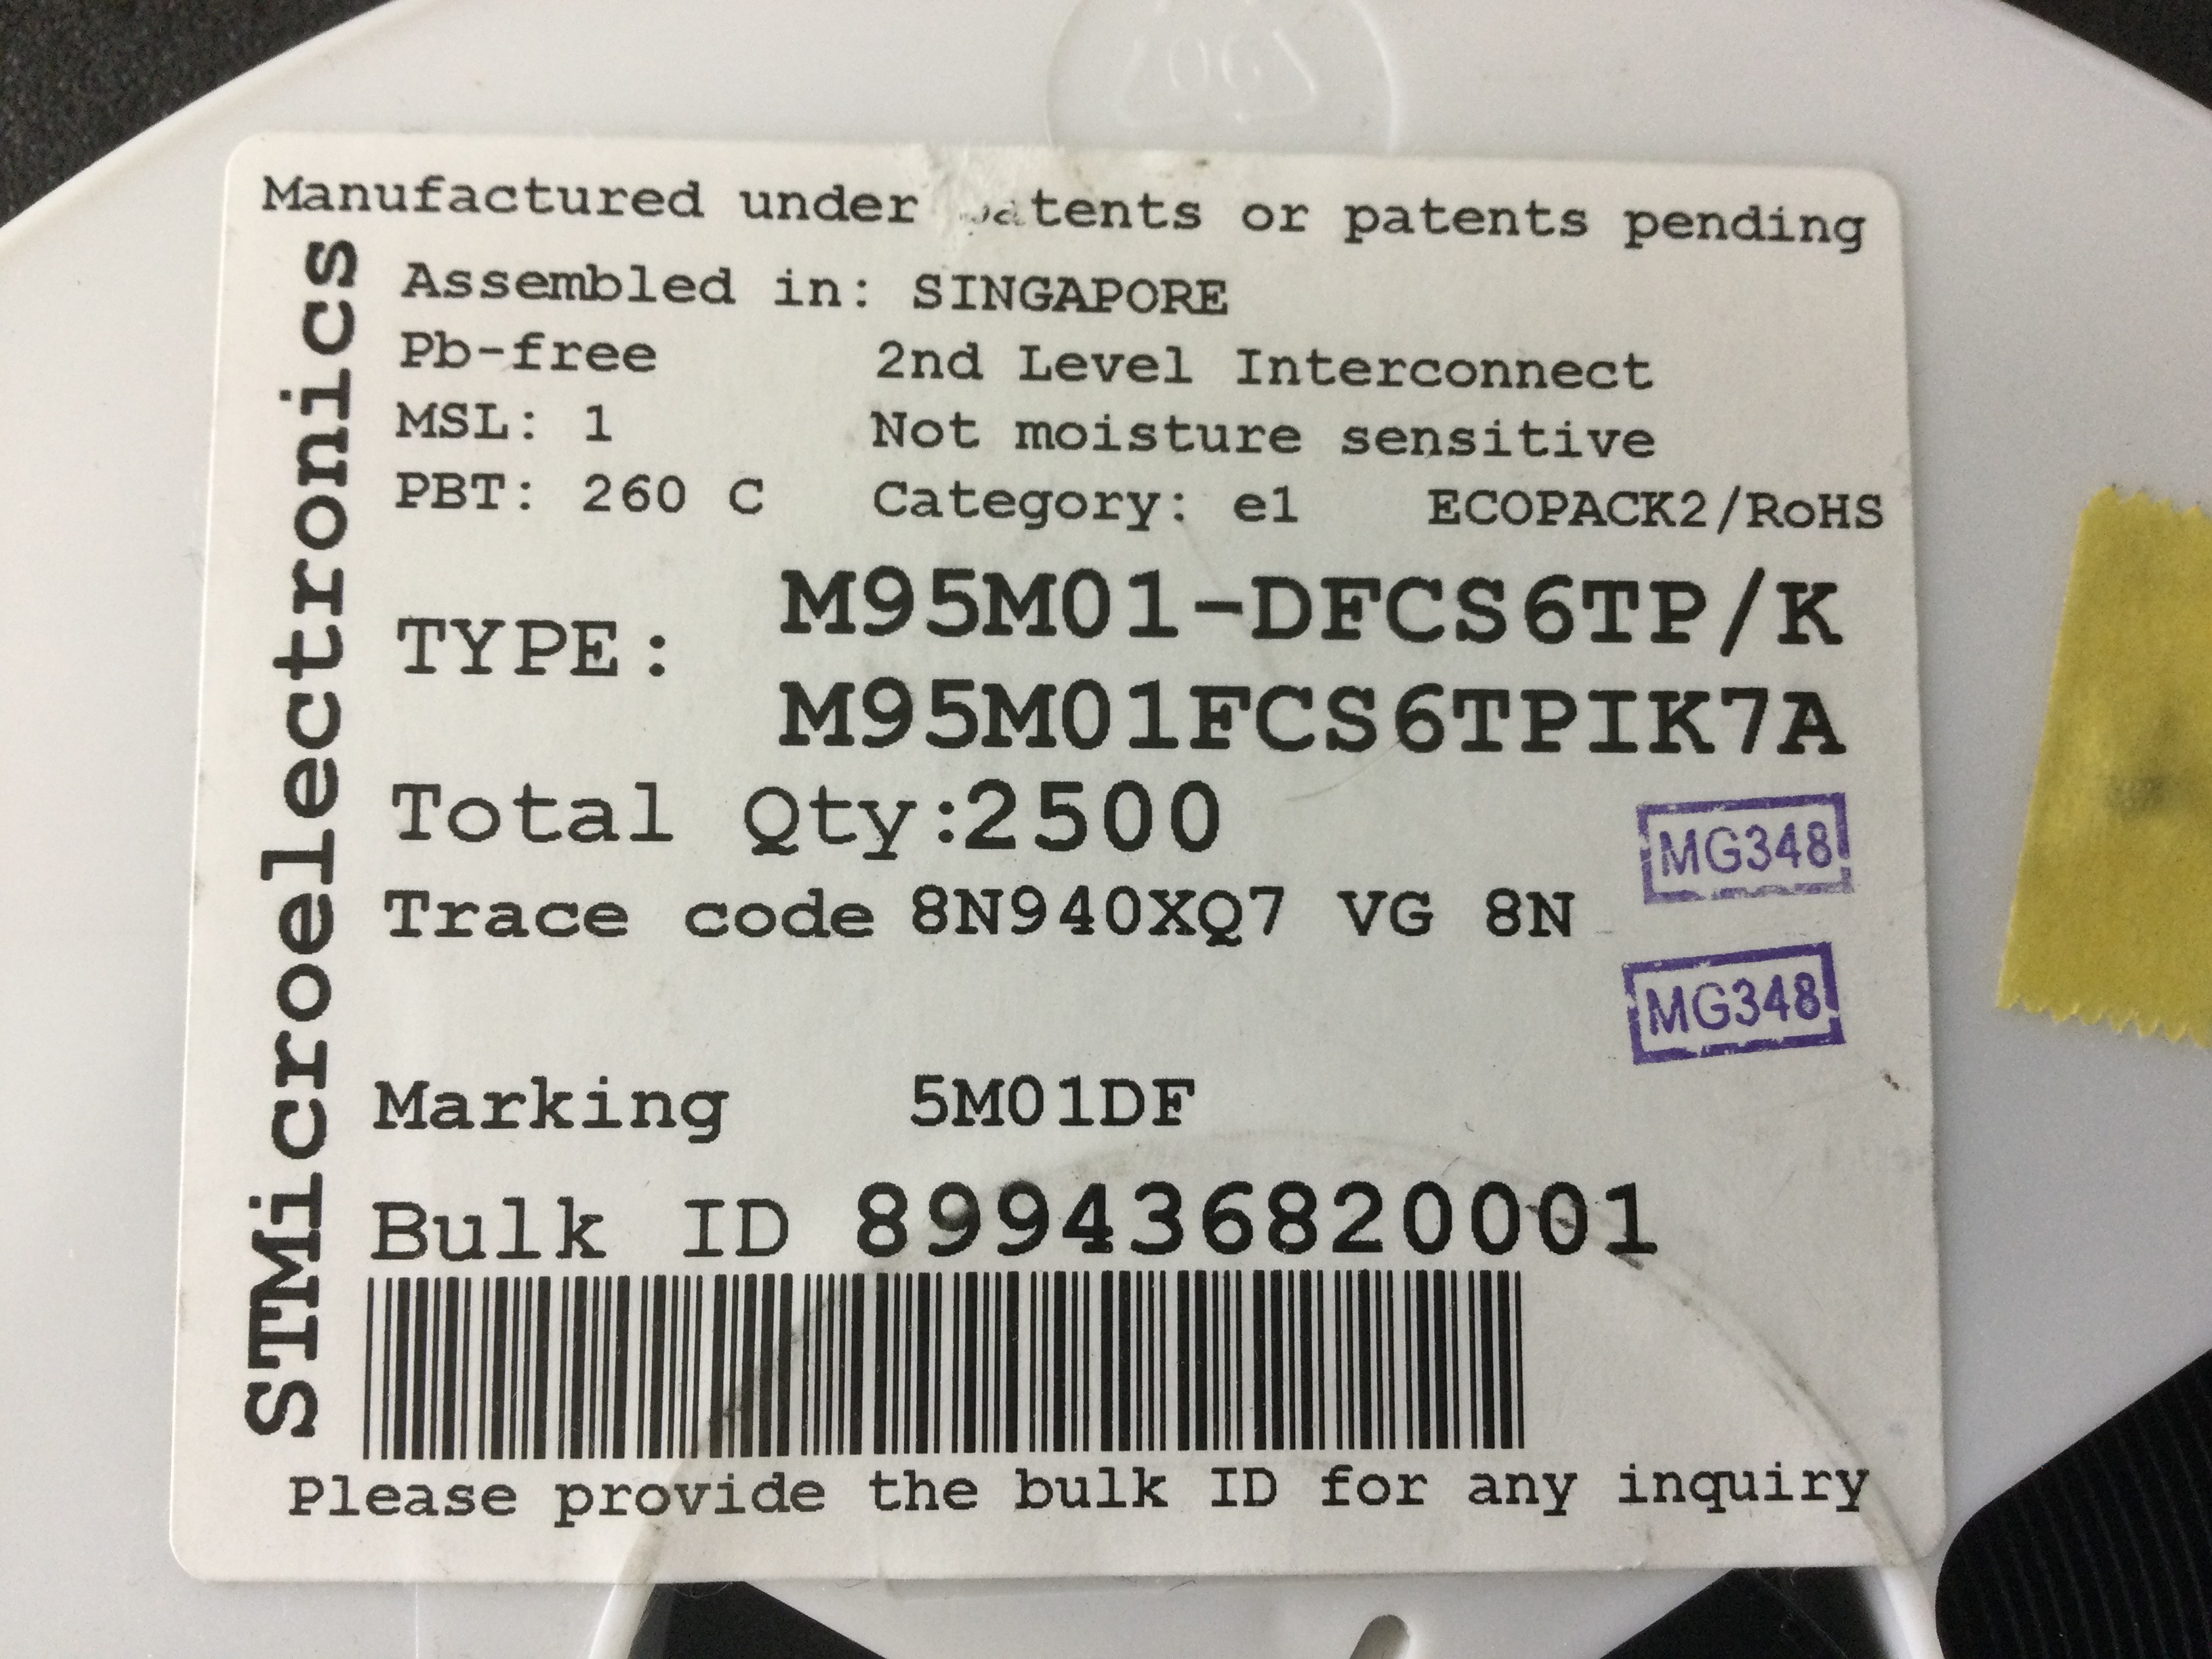 Manufactured under patents or patents pending
STMicroelectronics
Assembled in: SINGAPORE
Pb-free 2nd Level Interconnect
MSL: 1 Not moisture sensitive
PBT: 260 C Category: e1 ECOPACK2/RoHS
TYPE: M95M01-DFCS6TP/K
M95M01FCS6TPIK7A
Total Qty:2500
MG348
Trace code 8N940XQ7 VG 8N
MG348
Marking 5M01DF
Bulk ID 899436820001
Please provide the bulk ID for any inquiry